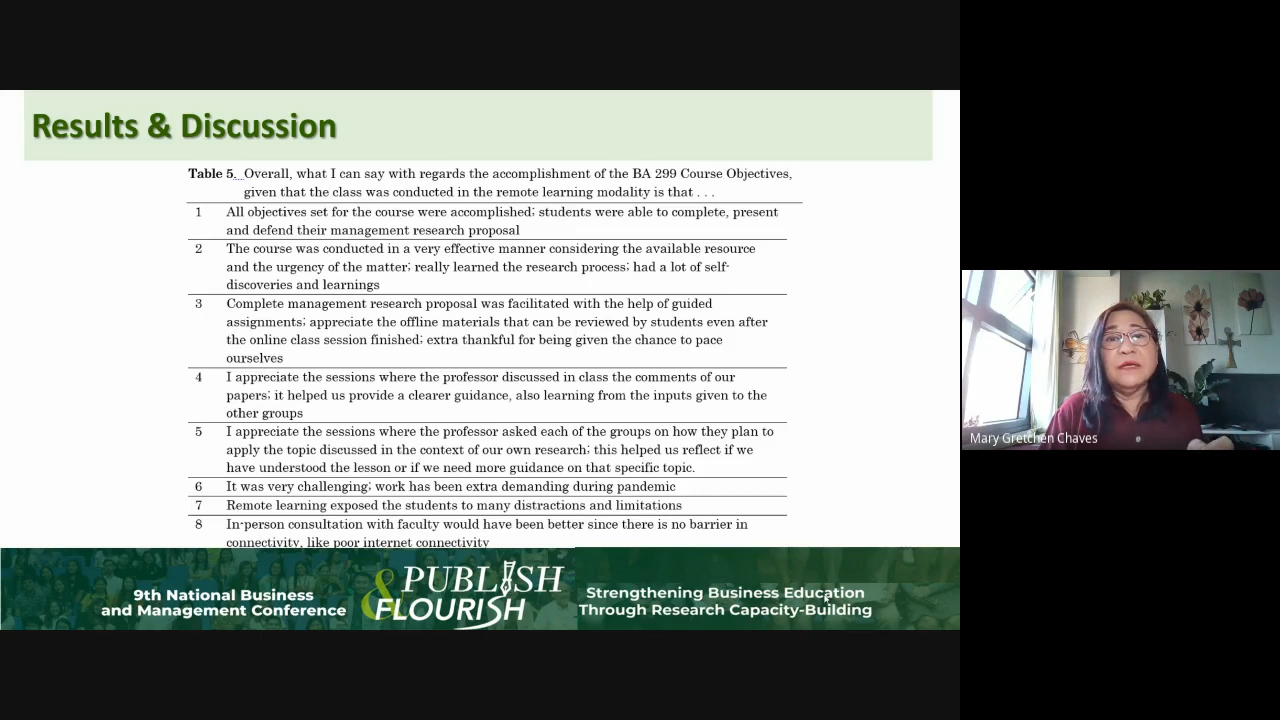 Results & Discussion
Table 5. Overall, what I can say with regards the accomplishment of the BA 299 Course Objectives,
given that the class was conducted in the remote learning modality is that . . .
1 All objectives set for the course were accomplished; students were able to complete, present
and defend their management research proposal
2 The course was conducted in a very effective manner considering the available resource
and the urgency of the matter; really learned the research process; had a lot of self-
discoveries and learnings
3 Complete management research proposal was facilitated with the help of guided
assignments; appreciate the offline materials that can be reviewed by students even after
the online class session finished; extra thankful for being given the chance to pace
ourselves
4 I appreciate the sessions where the professor discussed in class the comments of our
papers; it helped us provide a clearer guidance, also learning from the inputs given to the
other groups
5 I appreciate the sessions where the professor asked each of the groups on how they plan to
apply the topic discussed in the context of our own research; this helped us reflect if we
have understood the lesson or if we need more guidance on that specific topic.
6 It was very challenging; work has been extra demanding during pandemic
7 Remote learning exposed the students to many distractions and limitations
8 In-person consultation with faculty would have been better since there is no barrier in
connectivity, like poor internet connectivity
9th National Business
and Management Conference
PUBLISH
& FLOURISH
Strengthening Business Education
Through Research Capacity-Building
Mary Gretchen Chaves